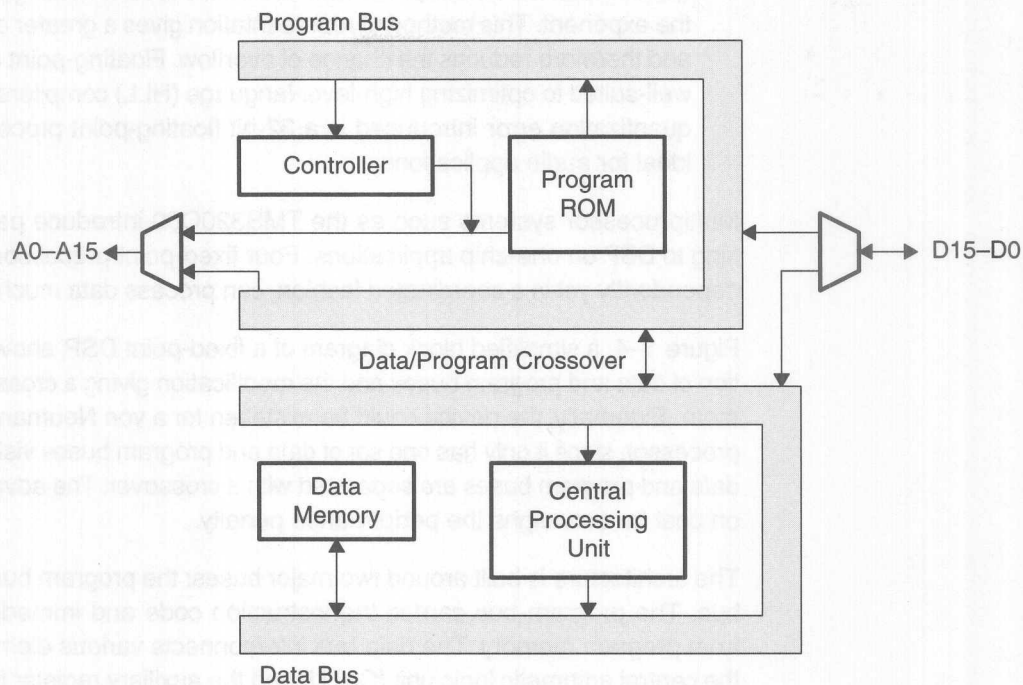 Program Bus
Controller
Program
ROM
A0–A15
D15–D0
Data/Program Crossover
Data
Memory
Central
Processing
Unit
Data Bus